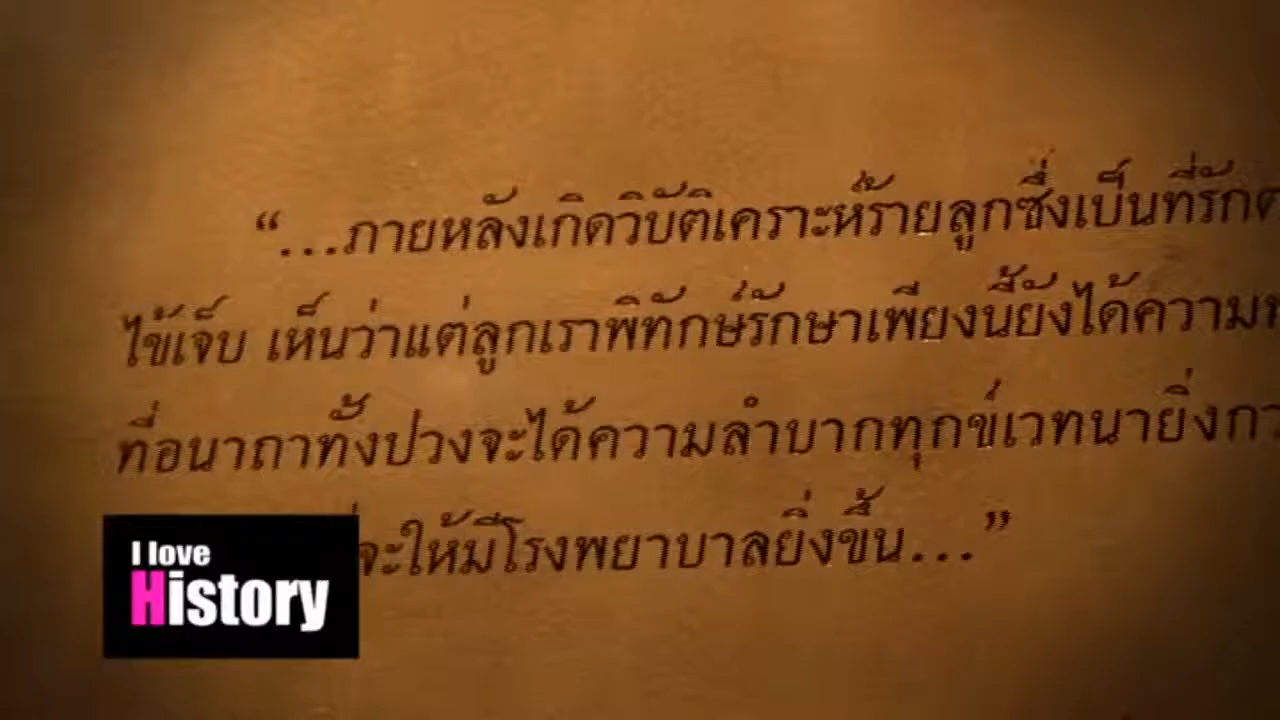 “...ภายหลังเกิดวิบัติเคราะห์ร้ายลูกซึ่งเป็นที่รัก
ไข้เจ็บ เห็นว่าแต่ลูกเราพิทักษ์รักษาเพียงนี้ยังได้ความ
ที่อนาถาทั้งปวงจะได้ความลำบากทุกข์เวทนายิ่ง
จะให้มีโรงพยาบาลยิ่งขึ้น...”
I love
History